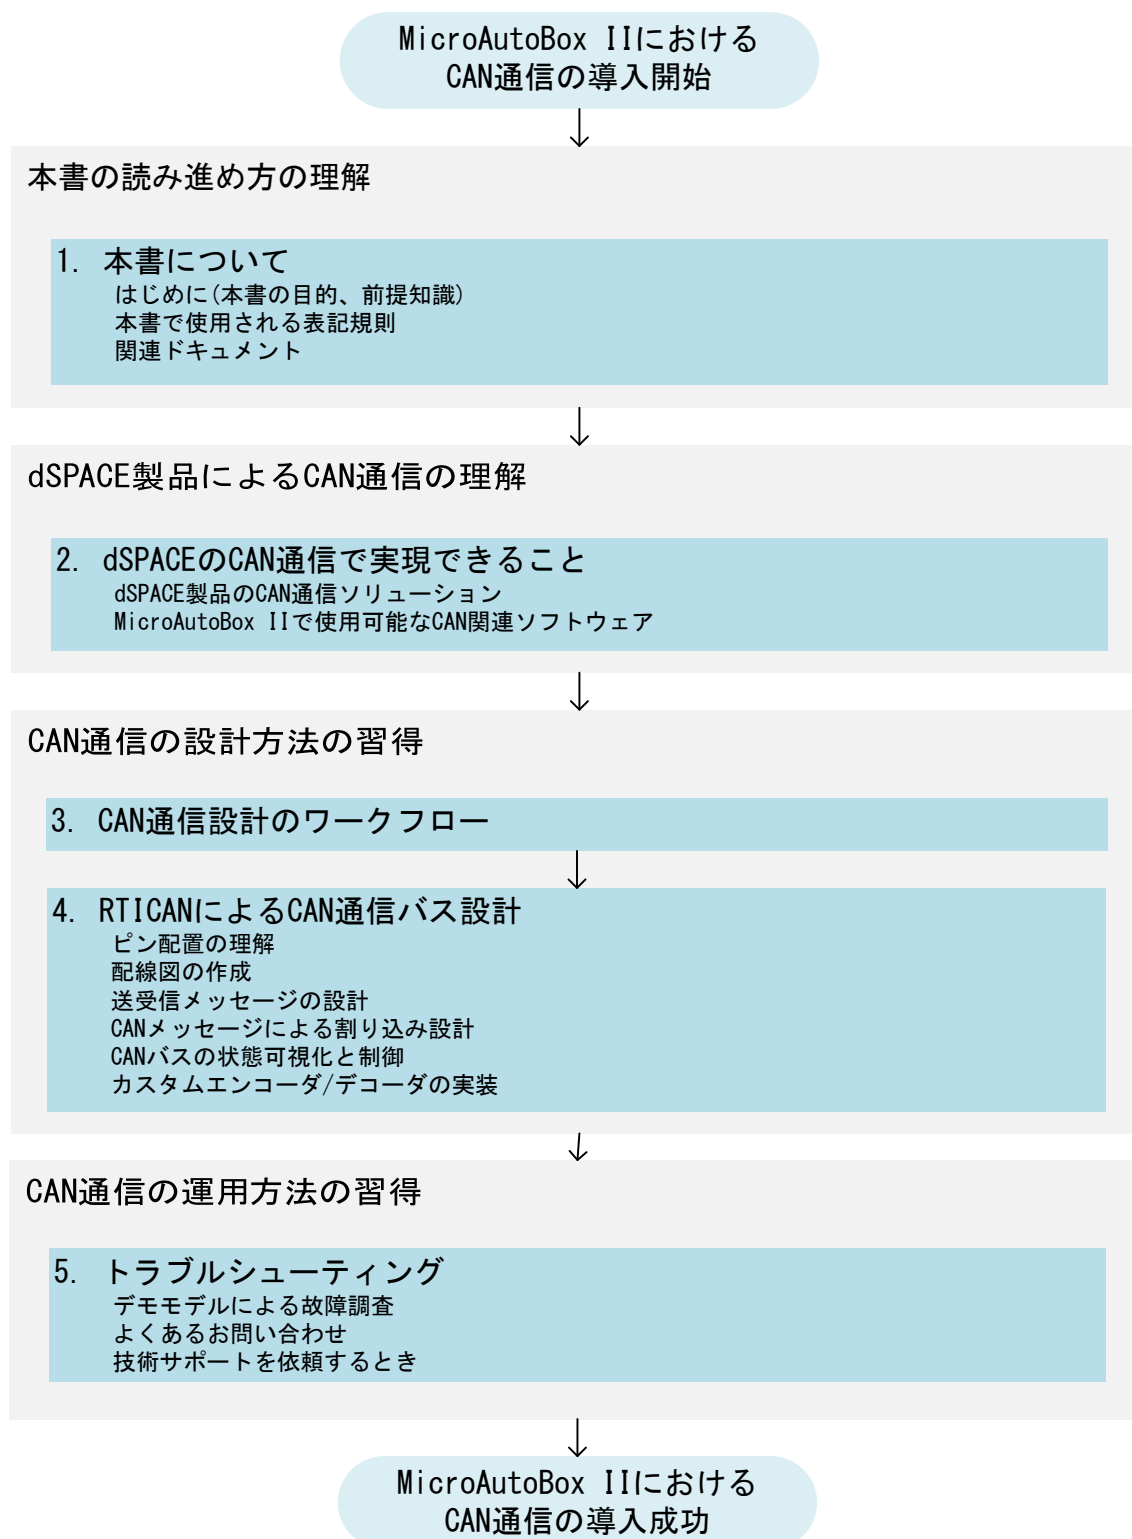 MicroAutoBox IIにおける
CAN通信の導入開始
本書の読み進め方の理解
1. 本書について
はじめに(本書の目的、前提知識)
本書で使用される表記規則
関連ドキュメント
dSPACE製品によるCAN通信の理解
2. dSPACEのCAN通信で実現できること
dSPACE製品のCAN通信ソリューション
MicroAutoBox IIで使用可能なCAN関連ソフトウェア
CAN通信の設計方法の習得
3. CAN通信設計のワークフロー
4. RTICANによるCAN通信バス設計
ピン配置の理解
配線図の作成
送受信メッセージの設計
CANメッセージによる割り込み設計
CANバスの状態可視化と制御
カスタムエンコーダ/デコーダの実装
CAN通信の運用方法の習得
5. トラブルシューティング
デモモデルによる故障調査
よくあるお問い合わせ
技術サポートを依頼するとき
MicroAutoBox IIにおける
CAN通信の導入成功